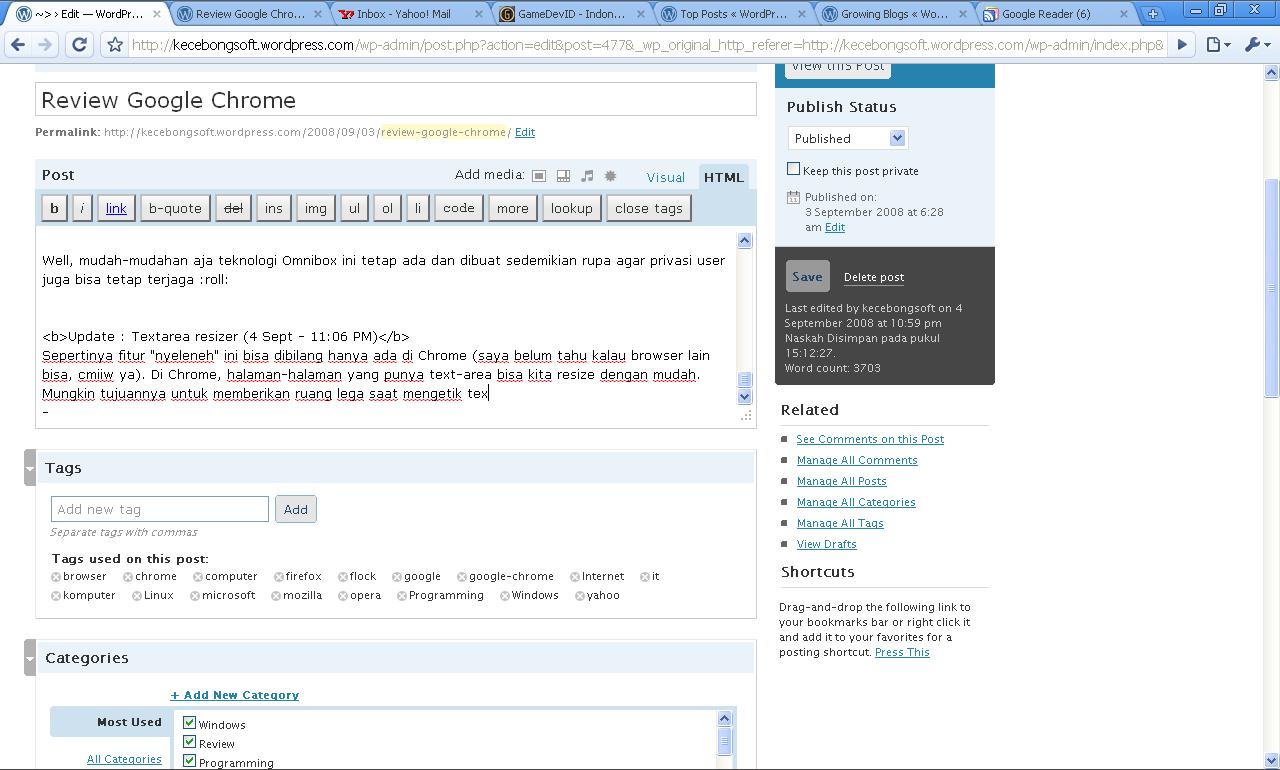 ~> › Edit — WordPr...
Review Google Chrom...
Inbox - Yahoo! Mail
GameDevID - Indon...
Top Posts « WordPr...
Growing Blogs « Wo...
Google Reader (6)
http://kecebongsoft.wordpress.com/wp-admin/post.php?action=edit&post=477&_wp_original_http_referer=http://kecebongsoft.wordpress.com/wp-admin/index.php&
View this Post
Review Google Chrome
Permalink: http://kecebongsoft.wordpress.com/2008/09/03/review-google-chrome/ Edit
Publish Status
Published
Keep this post private
Published on:
3 September 2008 at 6:28
am Edit
Post
Add media:
Visual
HTML
b
i
link
b-quote
del
ins
img
ul
ol
li
code
more
lookup
close tags
Well, mudah-mudahan aja teknologi Omnibox ini tetap ada dan dibuat sedemikian rupa agar privasi user
juga bisa tetap terjaga :roll:
<b>Update : Textarea resize (4 Sept - 11:06 PM)</b>
Sepertinya fitur "nyeleneh" ini bisa dibilang hanya ada di Chrome (saya belum tahu kalau browser lain
Di Chrome, halaman-halaman yang punya text-area bisa kita resize dengan mudah.
Mungkin tujuannya untuk memberikan ruang lega saat mengetik tex
Save
Delete post
Last edited by kecebongsoft on 4
September 2008 at 10:59 pm
Naskah Disimpan pada pukul
15:12:27.
Word count: 3703
Related
See Comments on this Post
Manage All Comments
Manage All Posts
Manage All Categories
Manage All Tags
View Drafts
Shortcuts
Drag-and-drop the following link to
your bookmarks bar or right click it
and add it to your favorites for a
posting shortcut. Press This
Tags
Add new tag
Add
Separate tags with commas
Tags used on this post:
browser chrome computer firefox flock google google-chrome Internet it
komputer Linux microsoft mozilla opera Programming Windows yahoo
Categories
+ Add New Category
Most Used
All Categories
Windows
Review
Programming